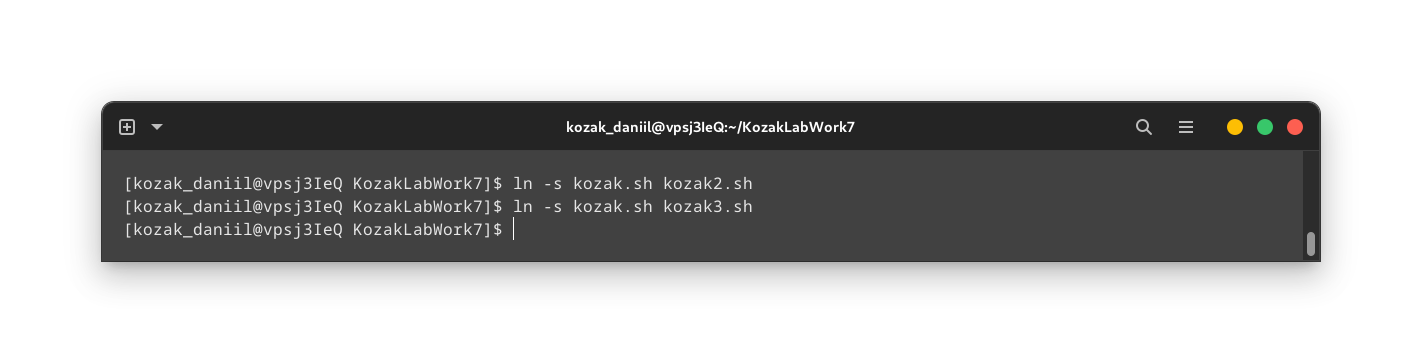 kozak_daniil@vpsj3IeQ:~/KozakLabWork7
[kozak_daniil@vpsj3IeQ KozakLabWork7]$ ln -s kozak.sh kozak2.sh
[kozak_daniil@vpsj3IeQ KozakLabWork7]$ ln -s kozak.sh kozak3.sh
[kozak_daniil@vpsj3IeQ KozakLabWork7]$